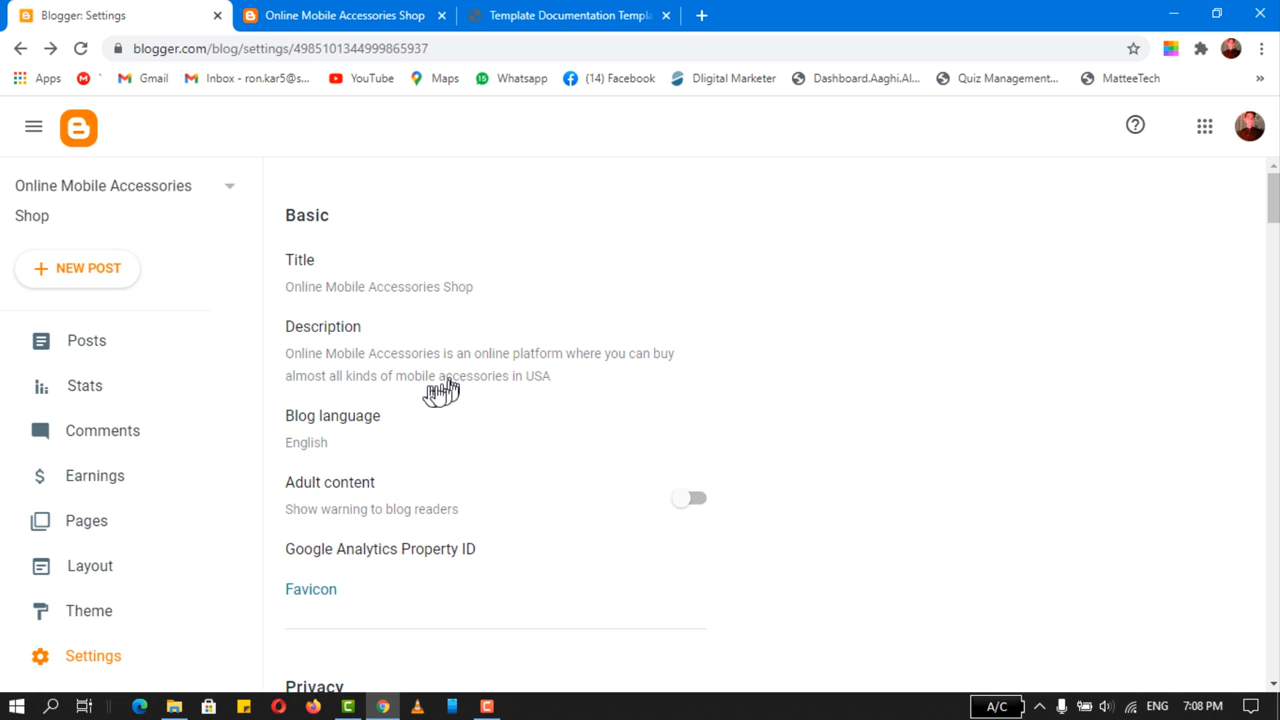 Blogger: Settings
Online Mobile Accessories Shop
Template Documentation Templa
blogger.com/blog/settings/4985101344999865937
Apps
Gmail
Inbox - ron.kar5@s...
YouTube
Maps
Whatsapp
(14) Facebook
DIigital Marketer
Dashboard.Aaghi.Al...
Quiz Management...
MatteeTech
»
Online Mobile Accessories
Shop
NEW POST
Posts
Stats
Comments
Earnings
Pages
Layout
Theme
Settings
Basic
Title
Online Mobile Accessories Shop
Description
Online Mobile Accessories is an online platform where you can buy
almost all kinds of mobile accessories in USA
Blog language
English
Adult content
Show warning to blog readers
Google Analytics Property ID
Favicon
Privacy
A/C
ENG
7:08 PM